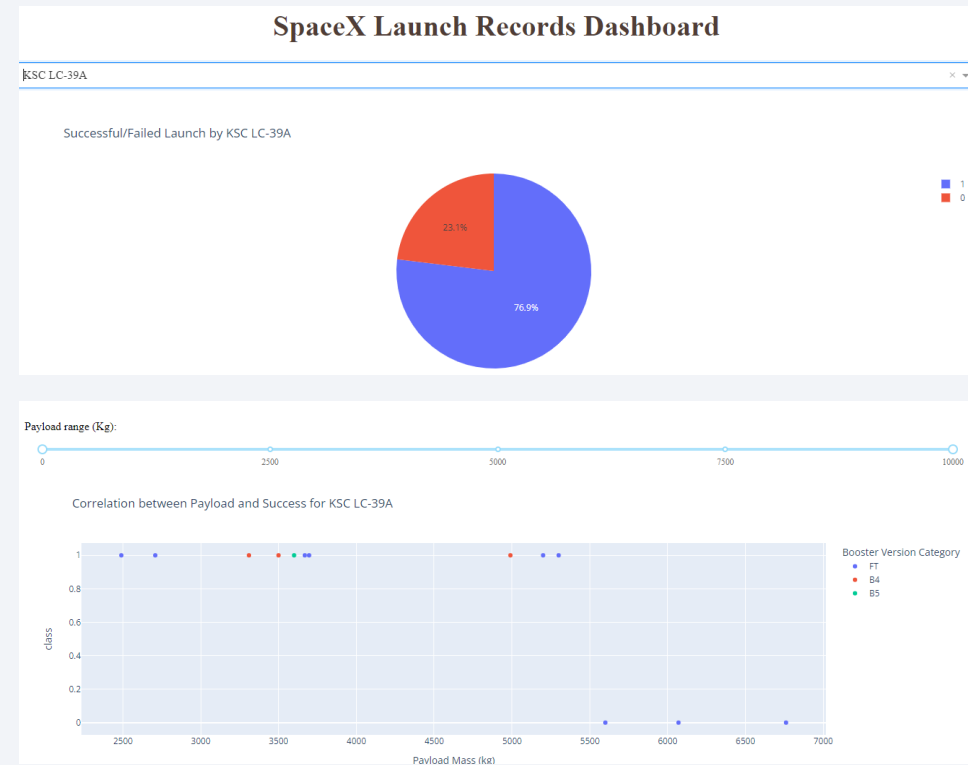 SpaceX Launch Records Dashboard
KSC LC-39A
×
Successful/Failed Launch by KSC LC-39A
1
0
23.1%
76.9%
Payload range (Kg):
0 2500 5000 7500 10000
Correlation between Payload and Success for KSC LC-39A
Booster Version Category
FT
B4
B5
class
1
0.8
0.6
0.4
0.2
0
2500 3000 3500 4000 4500 5000 5500 6000 6500 7000
Payload Mass (kg)